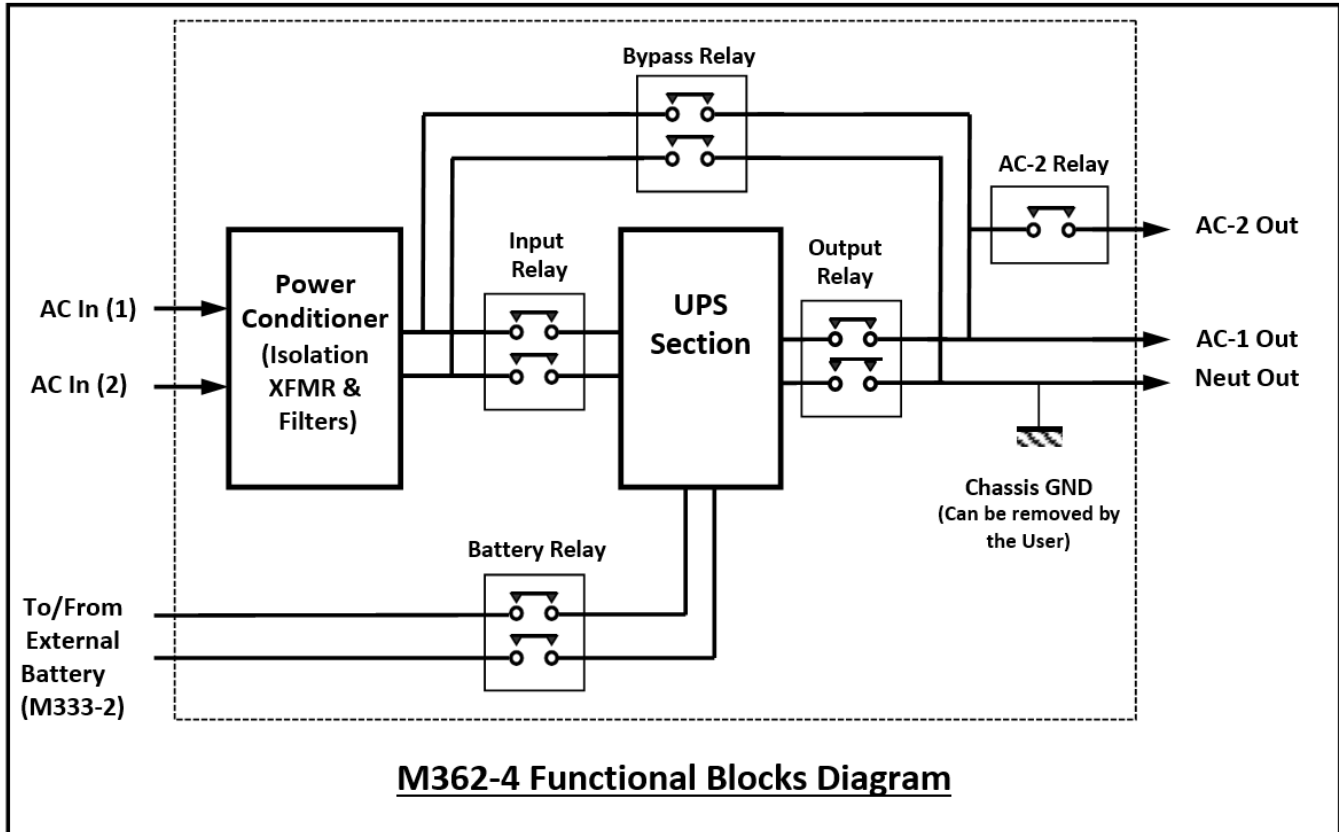 Bypass Relay
AC-2 Relay
AC-2 Out
Input
Relay
Output
Relay
Power
Conditioner
(Isolation
XFMR &
Filters)
UPS
Section
AC In (1)
AC In (2)
AC-1 Out
Neut Out
Chassis GND
(Can be removed by
the User)
Battery Relay
To/From
External
Battery
(M333-2)
M362-4 Functional Blocks Diagram